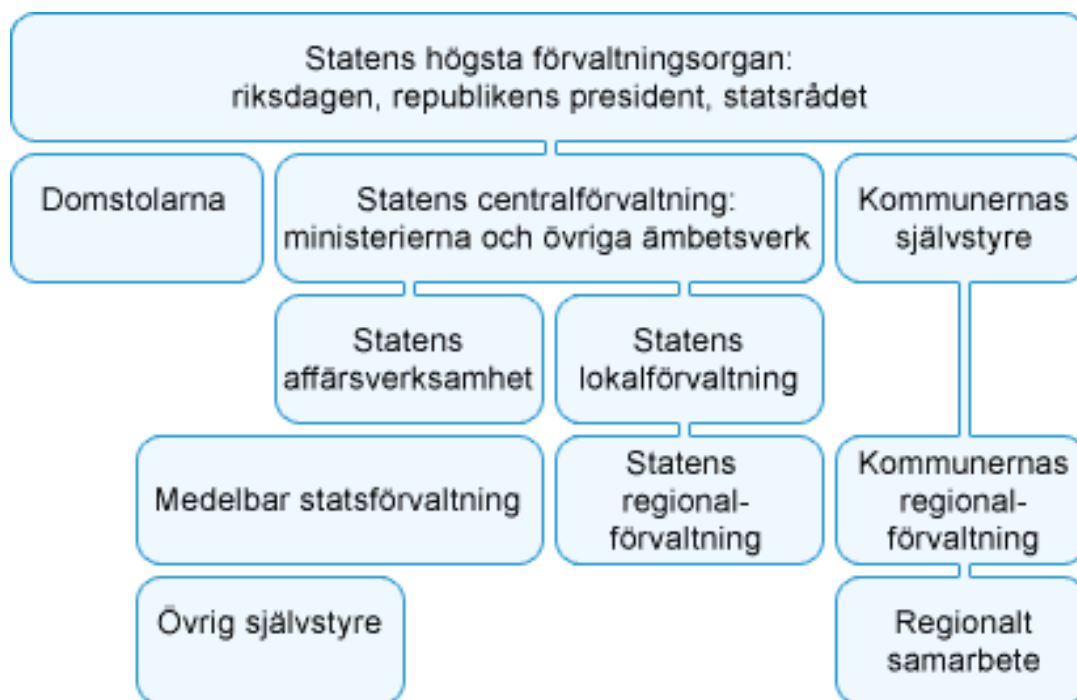 Statens högsta förvaltningsorgan:
riksdagen, republikens president, statsrådet
Domstolarna
Statens centralförvaltning:
ministerierna och övriga ämbetsverk
Kommunernas
självstyre
Statens
affärsverksamhet
Statens
lokalförvaltning
Medelbar statsförvaltning
Statens
regional-
förvaltning
Kommunernas
regional-
förvaltning
Övrig självstyre
Regionalt
samarbete